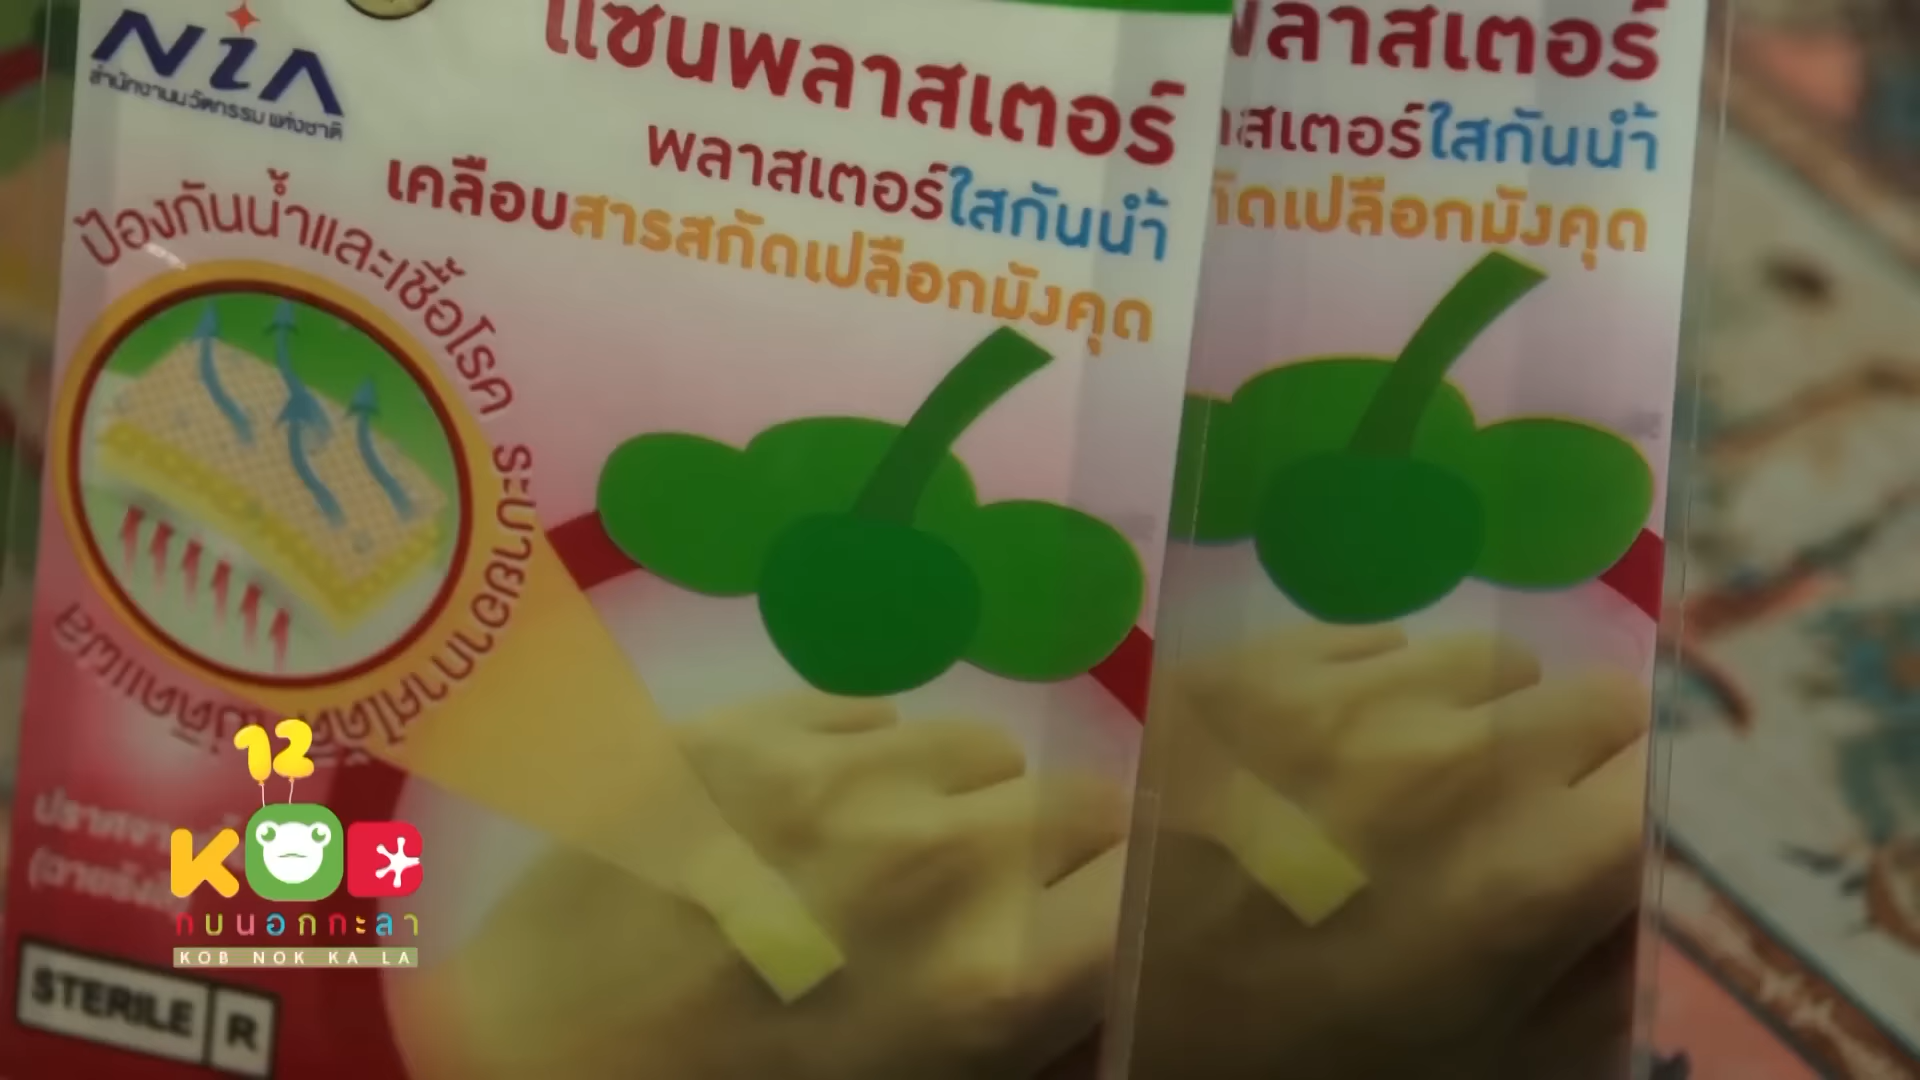 NiA
สำนักงานนวัตกรรม แห่งชาติ
แซนพลาสเตอร์
พลาสเตอร์ใสกันน้ำ
เคลือบสารสกัดเปลือกมังคุด
ป้องกันน้ำและเชื้อโรค ระบายอากาศได้ดี ไม่ติดแผล
STERILE R
พลาสเตอร์
าสเตอร์ใสกันน้ำ
กัดเปลือกมังคุด
12
KOB
กบนอกกะลา
KOB NOK KA LA